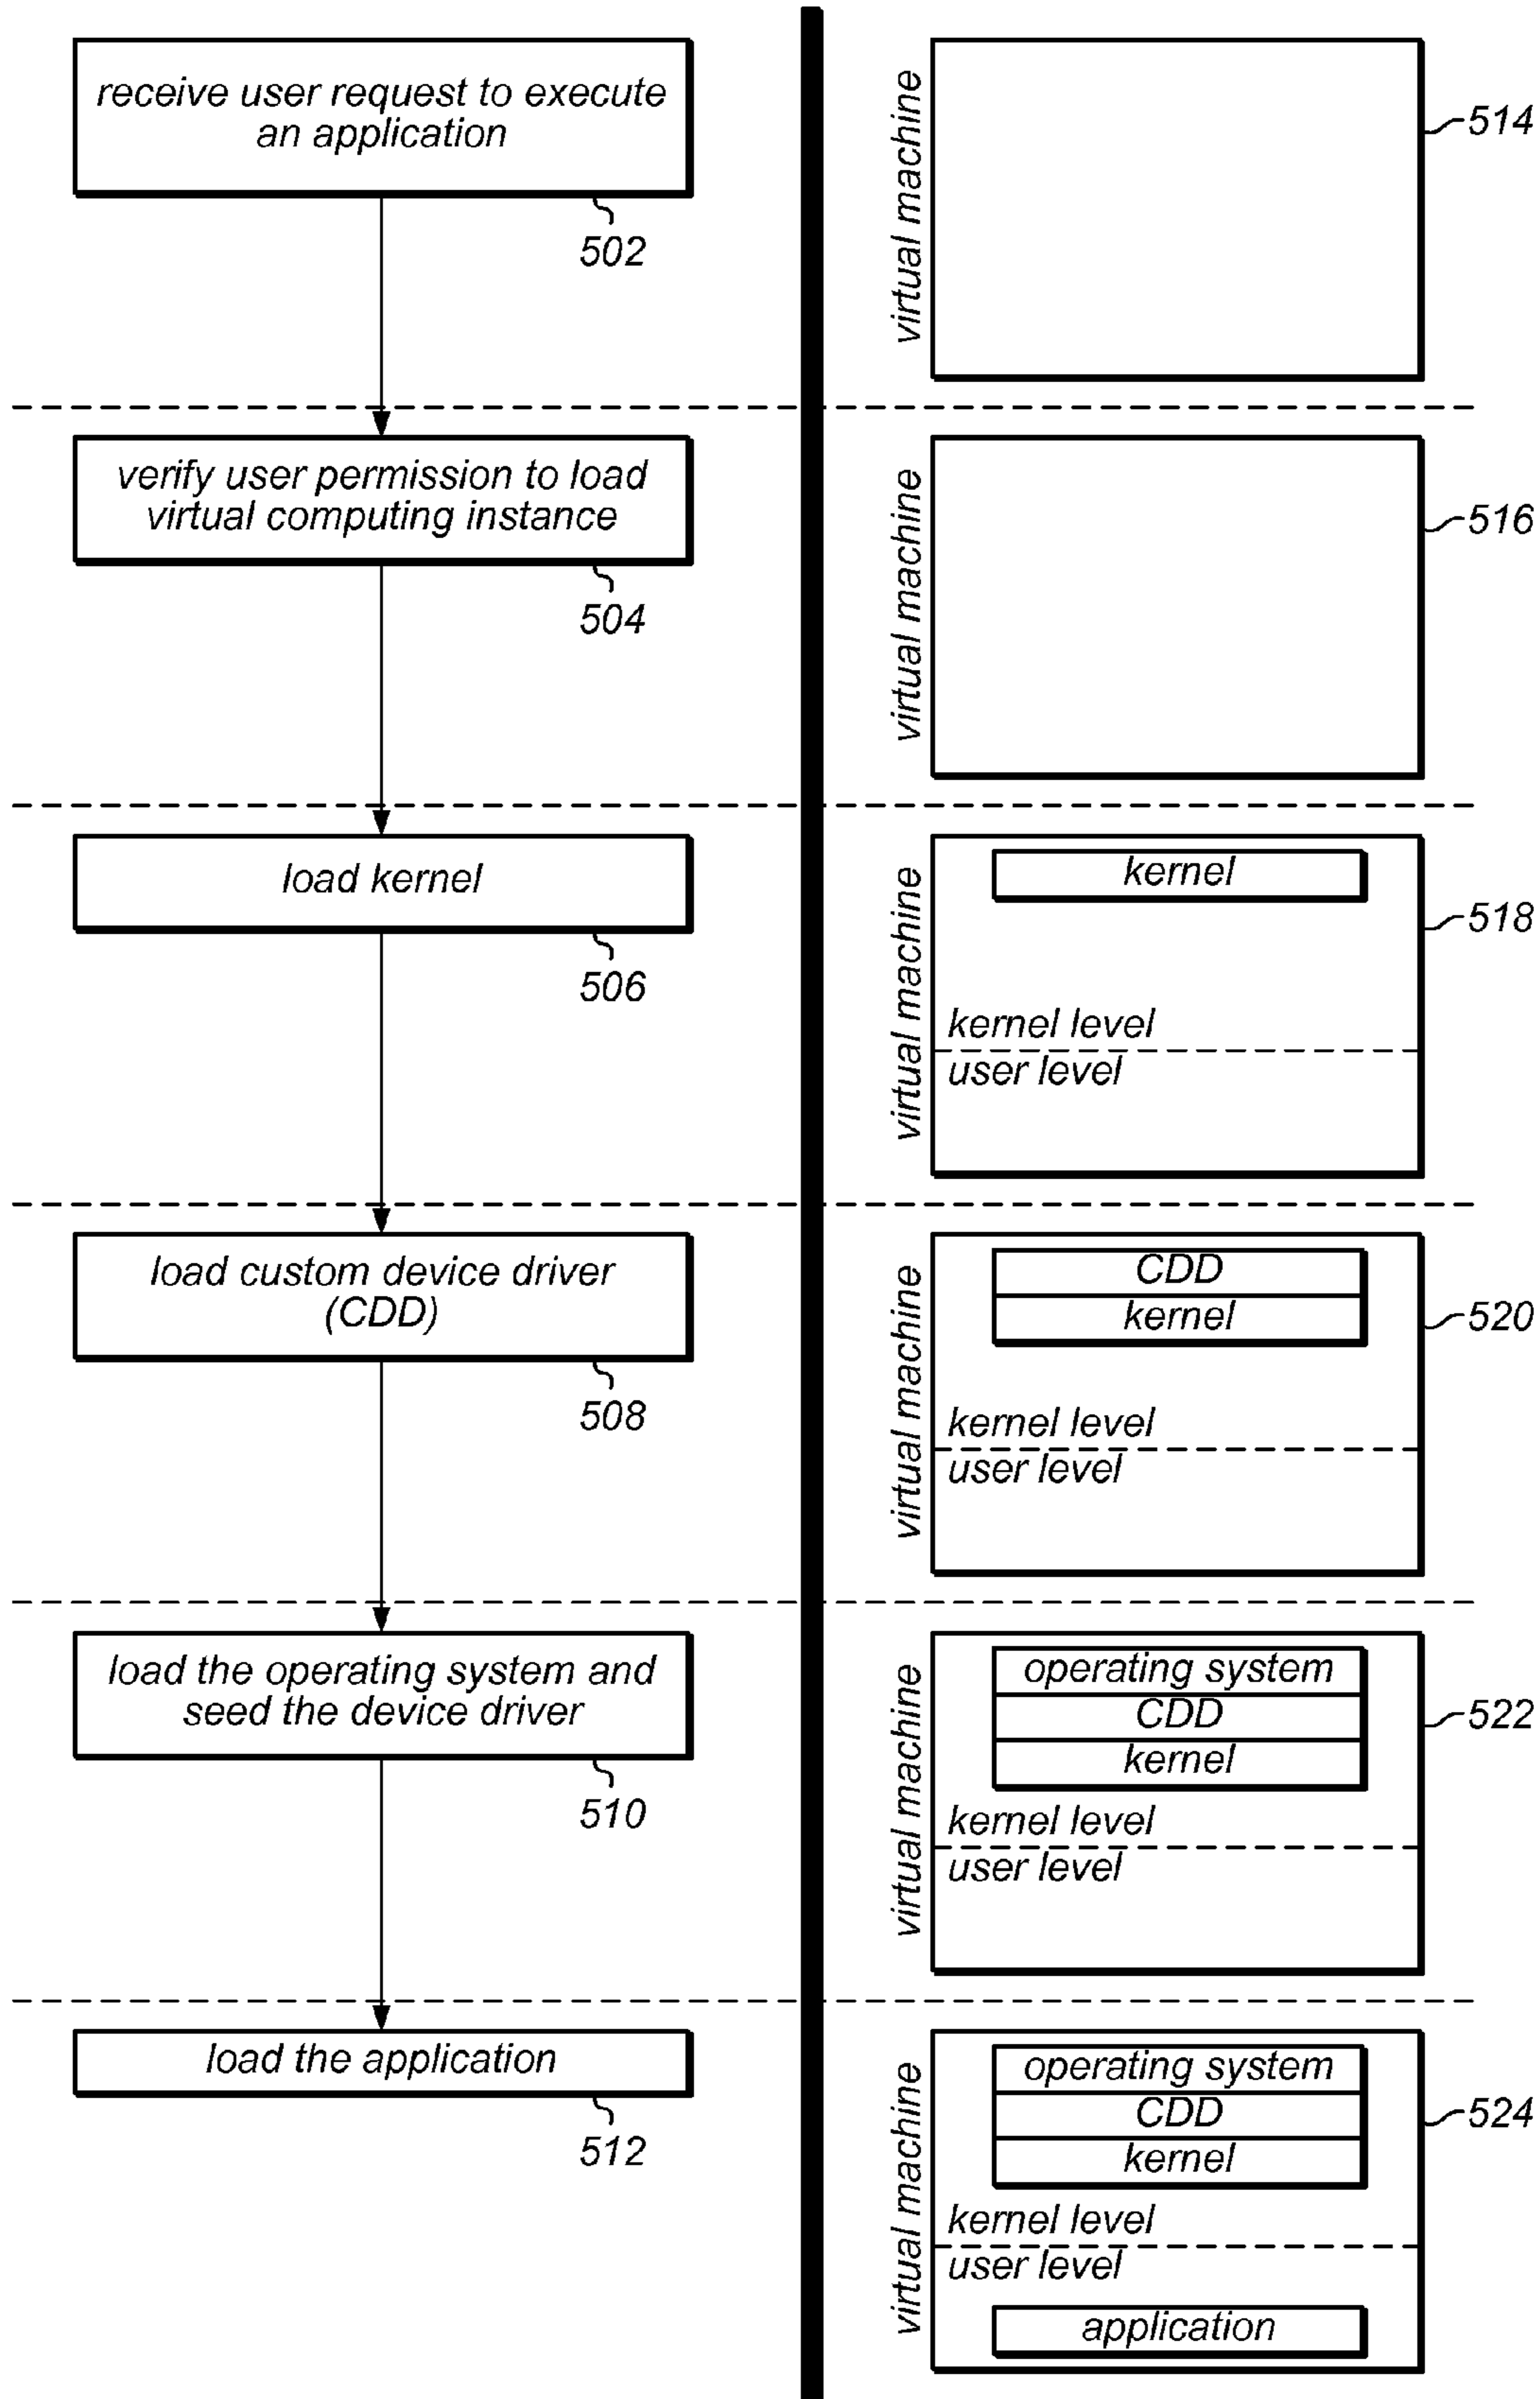 receive user request to execute
an application
502
virtual machine
514
verify user permission to load
virtual computing instance
504
virtual machine
516
load kernel
506
virtual machine
kernel
518
kernel level
user level
load custom device driver
(CDD)
508
virtual machine
CDD
kernel
520
kernel level
user level
load the operating system and
seed the device driver
510
virtual machine
operating system
CDD
kernel
522
kernel level
user level
load the application
512
virtual machine
operating system
CDD
kernel
524
kernel level
user level
application